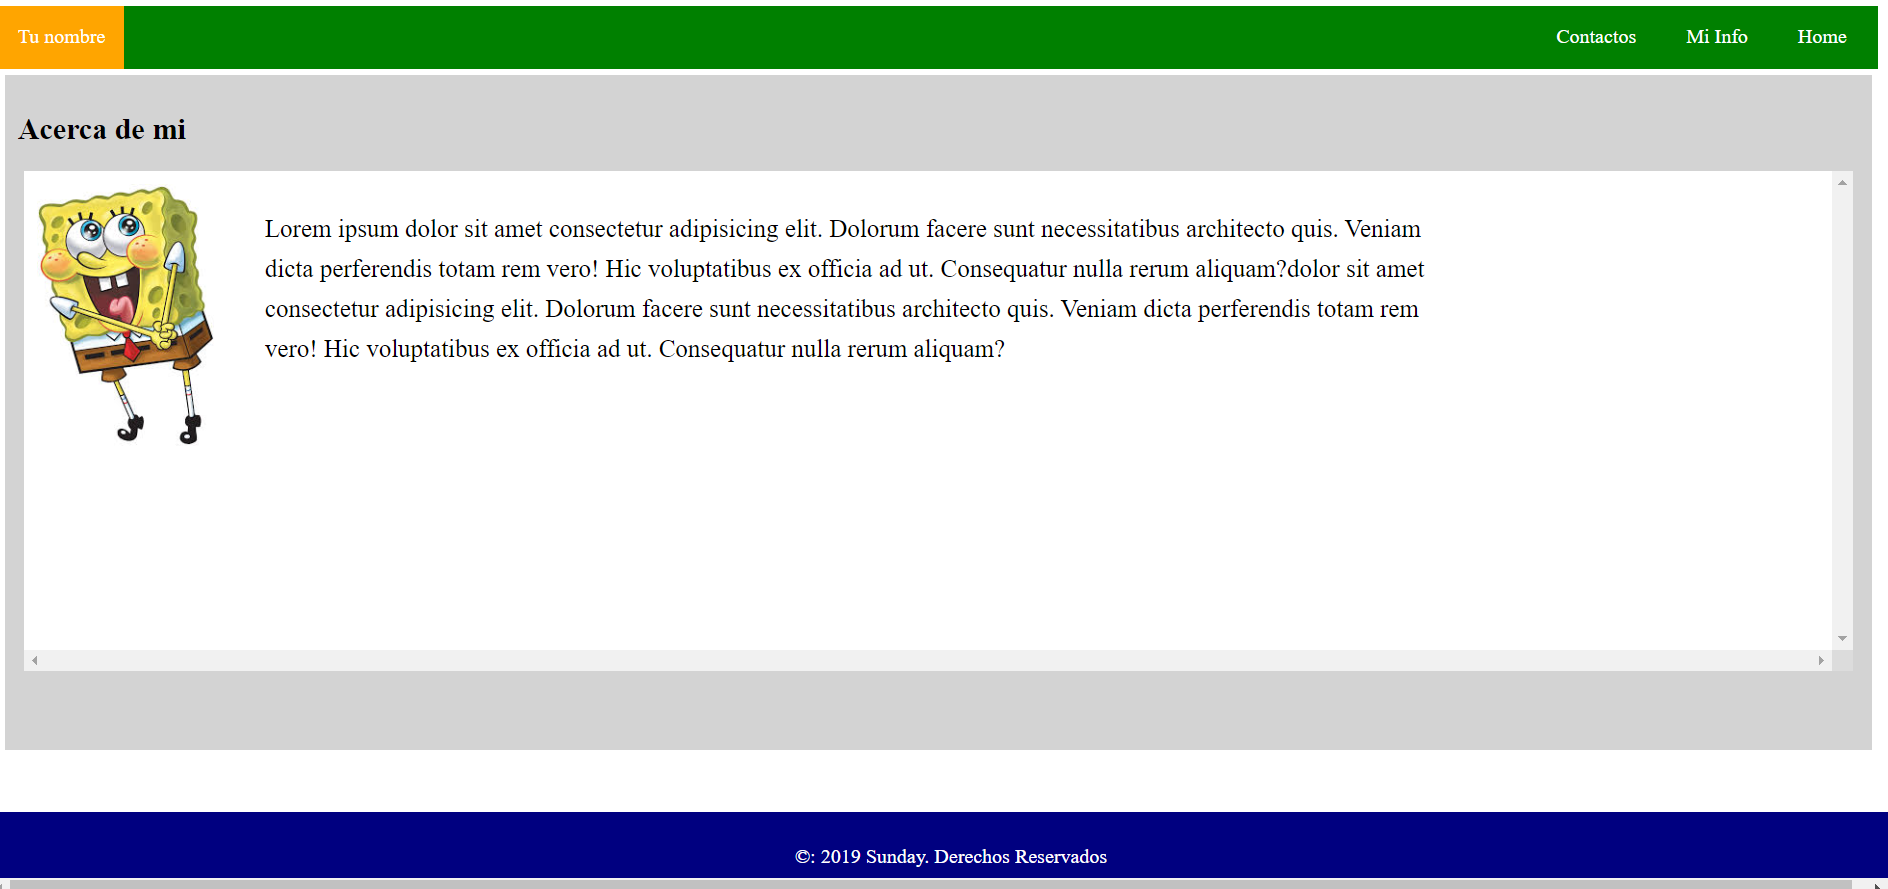 Tu nombre
Contactos Mi Info Home
Acerca de mi
Lorem ipsum dolor sit amet consectetur adipisicing elit. Dolorum facere sunt necessitatibus architecto quis. Veniam
dicta perferendis totam rem vero! Hic voluptatibus ex officia ad ut. Consequatur nulla rerum aliquam?dolor sit amet
consectetur adipisicing elit. Dolorum facere sunt necessitatibus architecto quis. Veniam dicta perferendis totam rem
vero! Hic voluptatibus ex officia ad ut. Consequatur nulla rerum aliquam?
©: 2019 Sunday. Derechos Reservados